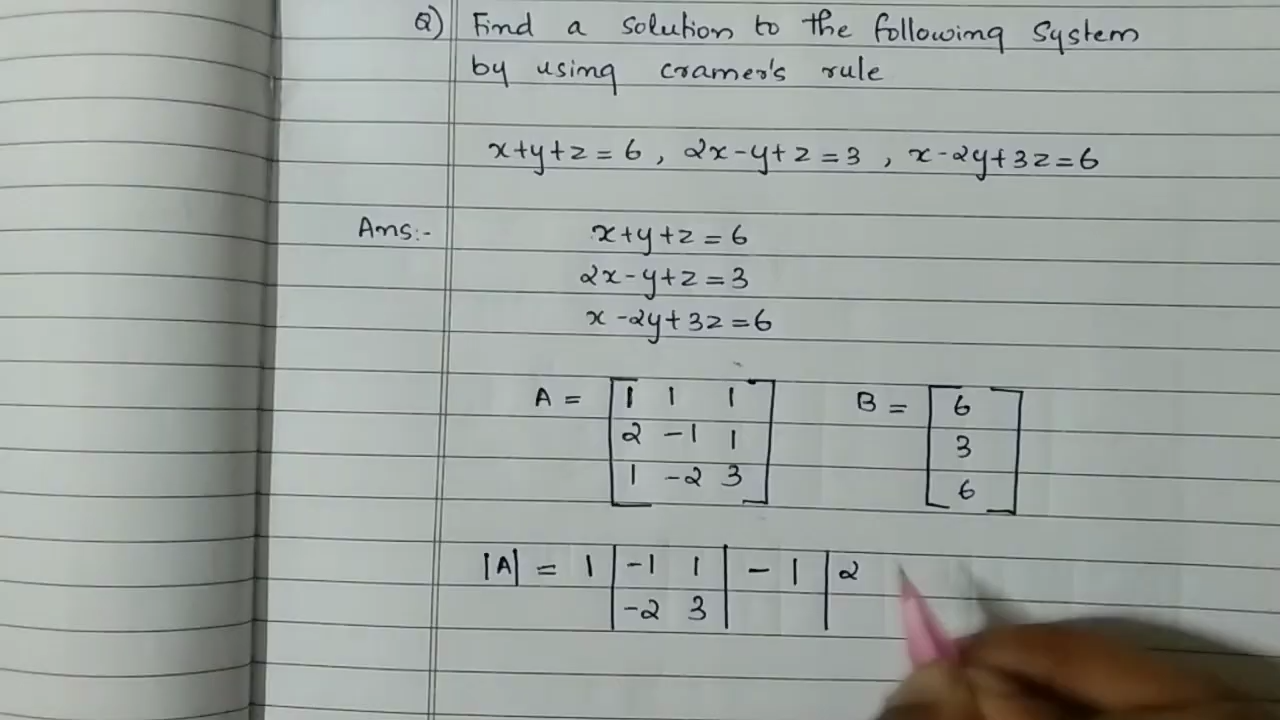 Q) Find a solution to the following system
by using cramer's rule
x+y+z=6, 2x-y+z=3, x-2y+3z=6
Ans:- x+y+z=6
2x-y+z=3
x-2y+3z=6
A = [ 1 1 1 B = [ 6
2 -1 1 3
1 -2 3 ] 6 ]
|A| = 1 | -1 1 | - 1 | 2
-2 3